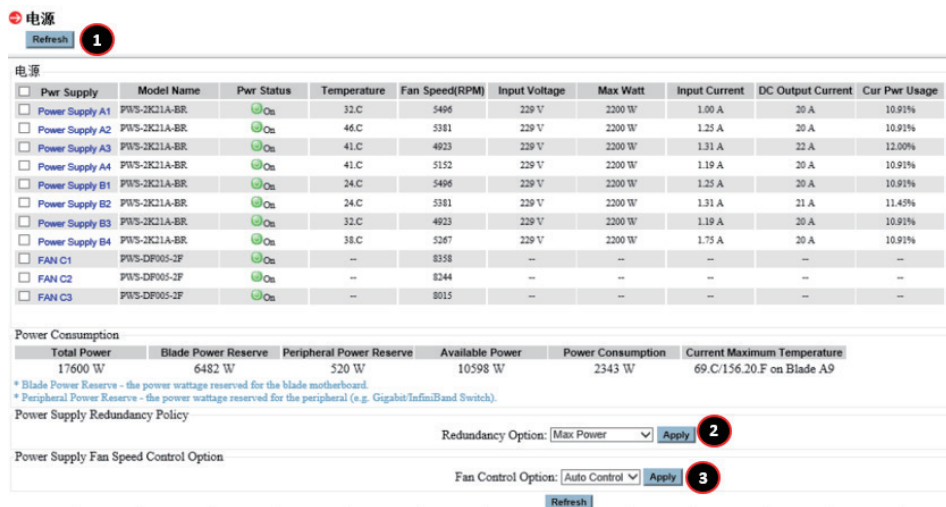 电源
Refresh 1
电源
Pwr Supply Model Name Pwr Status Temperature Fan Speed(RPM) Input Voltage Max Watt Input Current DC Output Current Cur Pwr Usage
Power Supply A1 PWS-2K21A-BR On 32.C 5496 229 V 2200 W 1.00 A 20 A 10.91%
Power Supply A2 PWS-2K21A-BR On 46.C 5381 229 V 2200 W 1.25 A 20 A 10.91%
Power Supply A3 PWS-2K21A-BR On 41.C 4923 229 V 2200 W 1.31 A 22 A 12.00%
Power Supply A4 PWS-2K21A-BR On 41.C 5152 229 V 2200 W 1.19 A 20 A 10.91%
Power Supply B1 PWS-2K21A-BR On 24.C 5496 229 V 2200 W 1.25 A 20 A 10.91%
Power Supply B2 PWS-2K21A-BR On 24.C 5381 229 V 2200 W 1.31 A 21 A 11.45%
Power Supply B3 PWS-2K21A-BR On 32.C 4923 229 V 2200 W 1.19 A 20 A 10.91%
Power Supply B4 PWS-2K21A-BR On 38.C 5267 229 V 2200 W 1.75 A 20 A 10.91%
FAN C1 PWS-DF005-2F On -- 8358 -- -- -- -- --
FAN C2 PWS-DF005-2F On -- 8244 -- -- -- -- --
FAN C3 PWS-DF005-2F On -- 8015 -- -- -- -- --
Power Consumption
Total Power Blade Power Reserve Peripheral Power Reserve Available Power Power Consumption Current Maximum Temperature
17600 W 6482 W 520 W 10598 W 2343 W 69.C/156.20.F on Blade A9
* Blade Power Reserve - the power wattage reserved for the blade motherboard.
* Peripheral Power Reserve - the power wattage reserved for the peripheral (e.g. Gigabit/InfiniBand Switch).
Power Supply Redundancy Policy
Redundancy Option: Max Power Apply 2
Power Supply Fan Speed Control Option
Fan Control Option: Auto Control Apply 3
Refresh